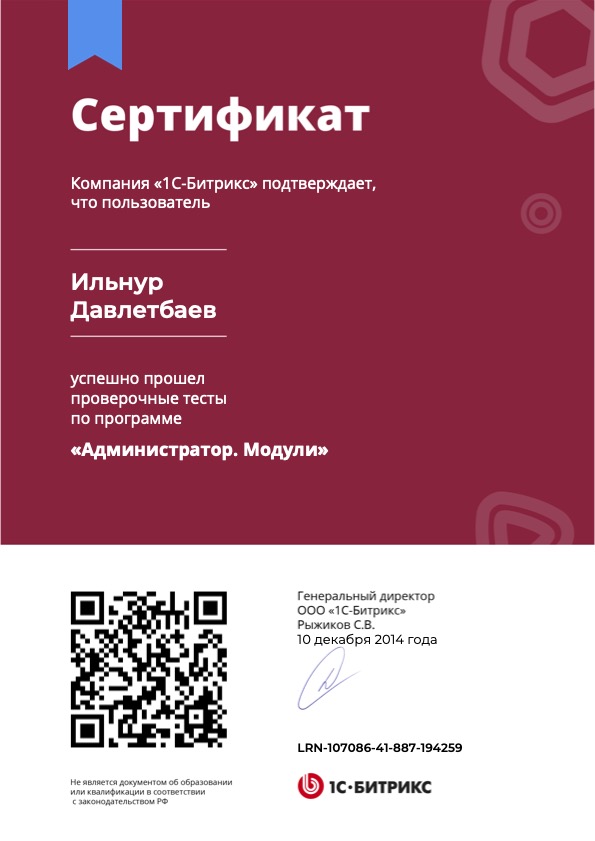 Сертификат
Компания «1С-Битрикс» подтверждает,
что пользователь
Ильнур
Давлетбаев
успешно прошел
проверочные тесты
по программе
«Администратор. Модули»
Генеральный директор
ООО «1С-Битрикс»
Рыжиков С.В.
10 декабря 2014 года
LRN-107086-41-887-194259
Не является документом об образовании
или квалификации в соответствии
с законодательством РФ
1С-БИТРИКС